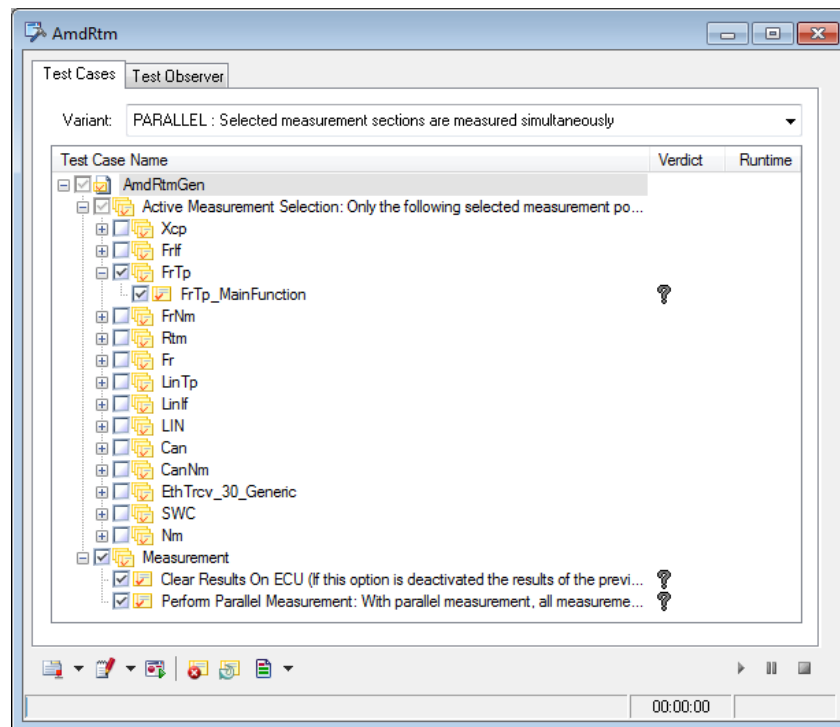 AmdRtm
Test Cases Test Observer
Variant: PARALLEL : Selected measurement sections are measured simultaneously
Test Case Name Verdict Runtime
AmdRtmGen
Active Measurement Selection: Only the following selected measurement po...
Xcp
FrIf
FrTp
FrTp_MainFunction
FrNm
Rtm
Fr
LinTp
LinIf
LIN
Can
CanNm
EthTrcv_30_Generic
SWC
Nm
Measurement
Clear Results On ECU (If this option is deactivated the results of the previ...
Perform Parallel Measurement: With parallel measurement, all measureme...
00:00:00